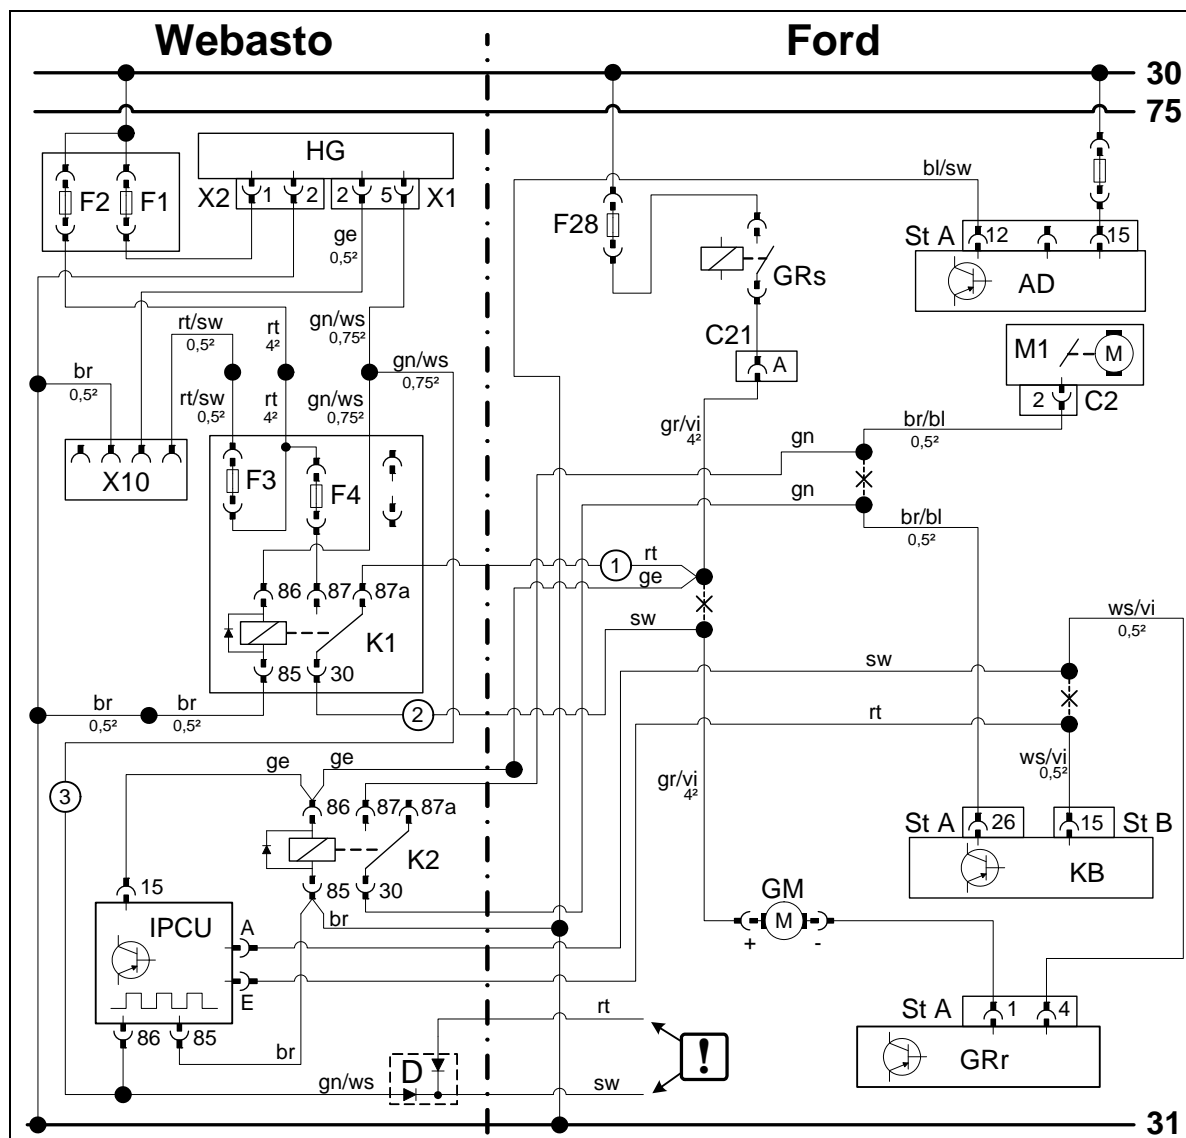 Webasto Ford
30
75
HG
X2 1 2 2 5 X1
F2 F1
ge
0,5²
bl/sw
F28
GRs
St A 12 15
AD
rt/sw
0,5²
rt
4²
gn/ws
0,75²
gn/ws
0,75²
C21
A
M1 M
2 C2
br
0,5²
rt/sw
0,5²
rt
4²
gn/ws
0,75²
X10
F3 F4
gr/vi
4²
gn
br/bl
0,5²
gn
br/bl
0,5²
86 87 87a
1 rt
ge
K1
85 30
sw
ws/vi
0,5²
sw
br
0,5²
br
0,5²
2
rt
ge ge
gr/vi
4²
ws/vi
0,5²
3
86 87 87a
K2
85 30
br
St A 26 15 St B
KB
15
IPCU A
E
86 85
br
GM
M
+ -
rt
!
St A 1 4
GRr
gn/ws D sw
31